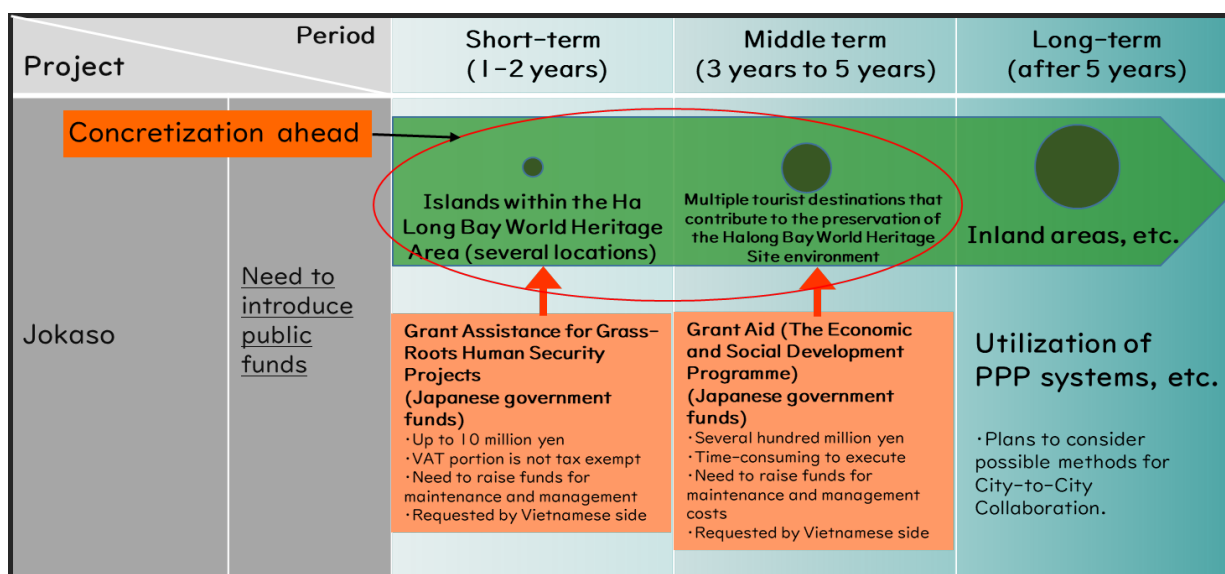 Period
Project
Short-term
(1-2 years)
Middle term
(3 years to 5 years)
Long-term
(after 5 years)
Concretization ahead
Jokaso
Need to
introduce
public
funds
Islands within the Ha
Long Bay World Heritage
Area (several locations)
Multiple tourist destinations that
contribute to the preservation of
the Halong Bay World Heritage
Site environment
Inland areas, etc.
Grant Assistance for Grass-
Roots Human Security
Projects
(Japanese government
funds)
・Up to 10 million yen
・VAT portion is not tax exempt
・Need to raise funds for
maintenance and management
・Requested by Vietnamese side
Grant Aid (The Economic
and Social Development
Programme)
(Japanese government
funds)
・Several hundred million yen
・Time-consuming to execute
・Need to raise funds for
maintenance and management
costs
・Requested by Vietnamese side
Utilization of
PPP systems, etc.
・Plans to consider
possible methods for
City-to-City
Collaboration.